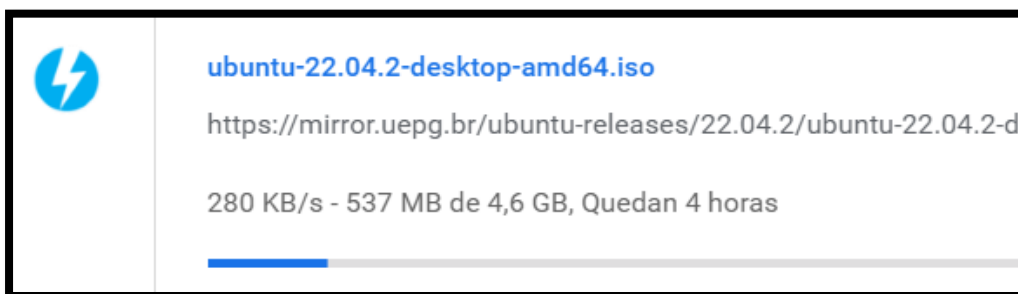 ubuntu-22.04.2-desktop-amd64.iso
https://mirror.uepg.br/ubuntu-releases/22.04.2/ubuntu-22.04.2-d
280 KB/s - 537 MB de 4,6 GB, Quedan 4 horas